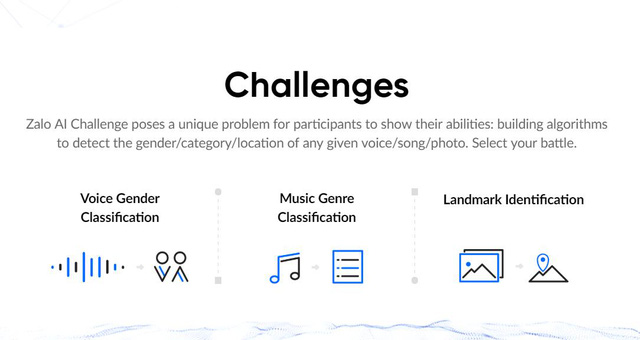 Challenges
Zalo AI Challenge poses a unique problem for participants to show their abilities: building algorithms
to detect the gender/category/location of any given voice/song/photo. Select your battle.
Voice Gender
Classification
Music Genre
Classification
Landmark Identification